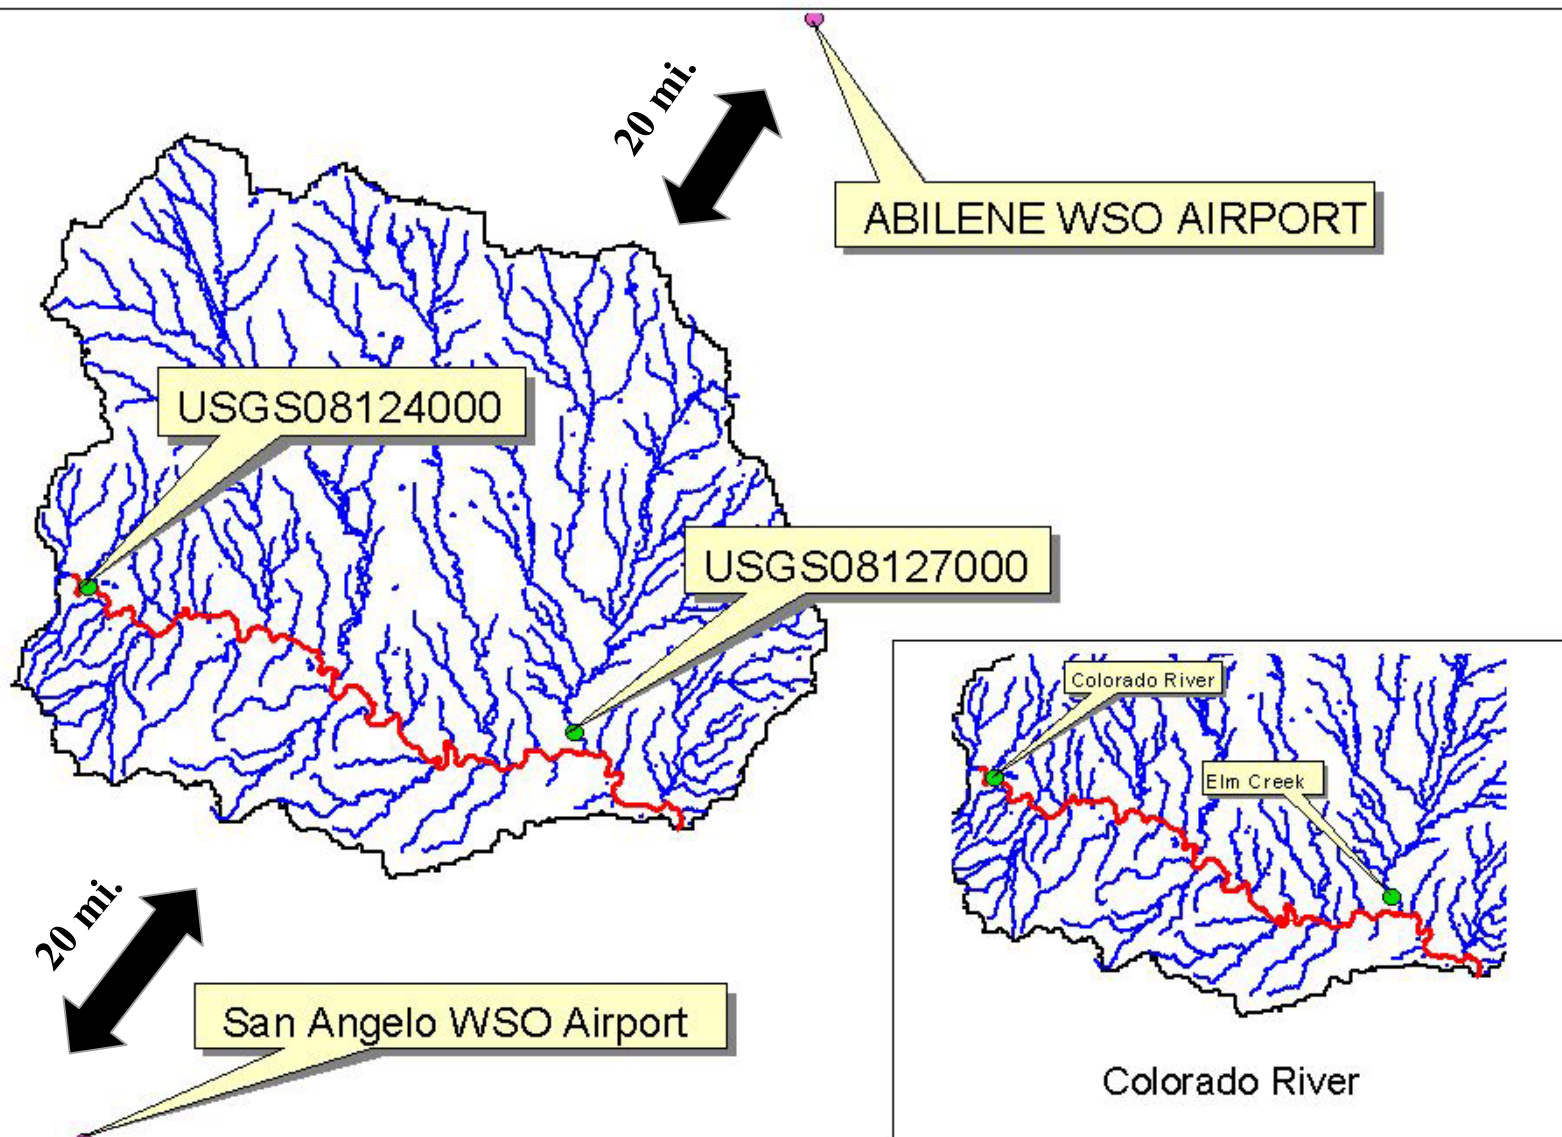 20 mi.
ABILENE WSO AIRPORT
USGS08124000
USGS08127000
Colorado River
Elm Creek
20 mi.
San Angelo WSO Airport
Colorado River